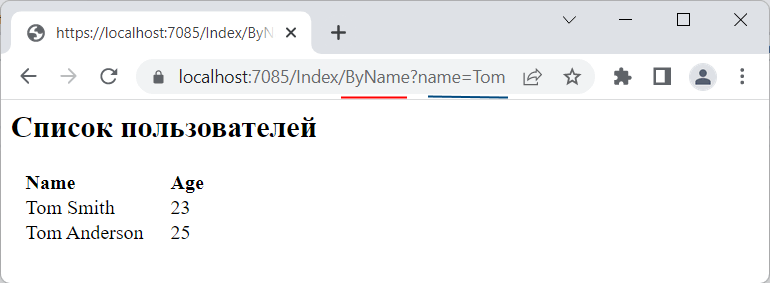 https://localhost:7085/Index/ByN
localhost:7085/Index/ByName?name=Tom
Список пользователей
Name Age
Tom Smith 23
Tom Anderson 25